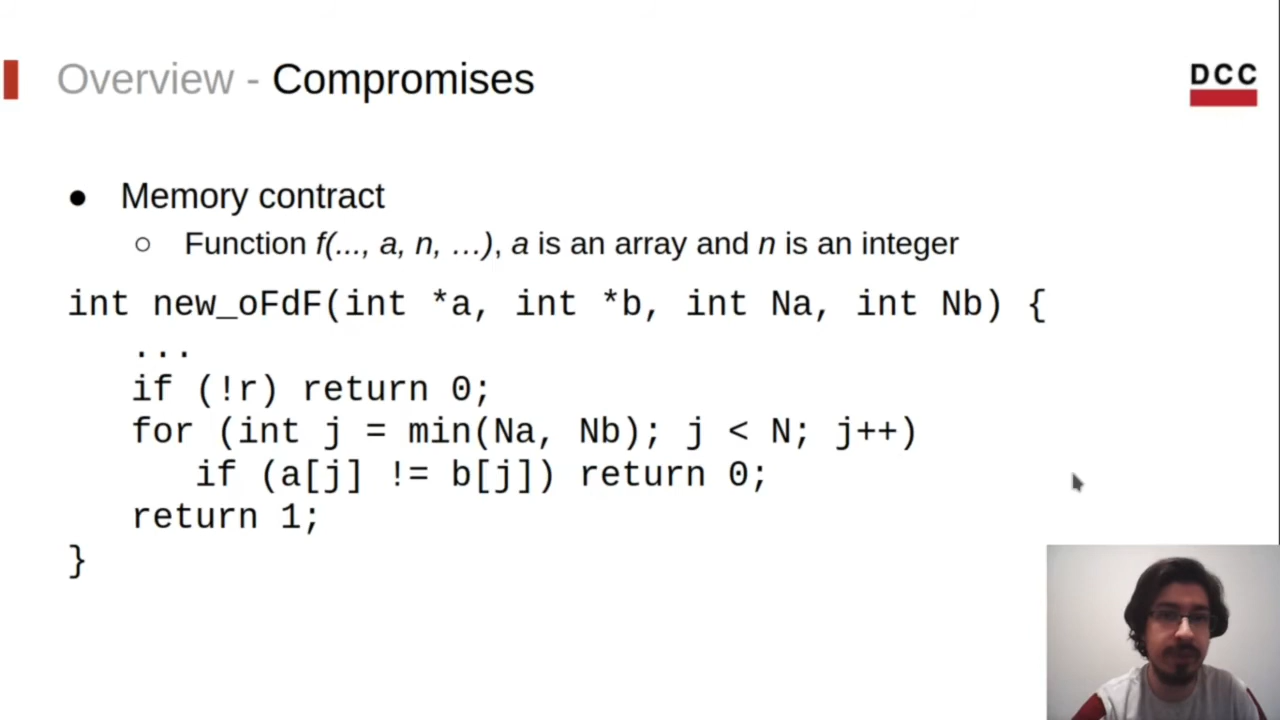 Overview - Compromises
DCC
● Memory contract
○ Function f(..., a, n, …), a is an array and n is an integer
int new_oFdF(int *a, int *b, int Na, int Nb) {
...
if (!r) return 0;
for (int j = min(Na, Nb); j < N; j++)
if (a[j] != b[j]) return 0;
return 1;
}